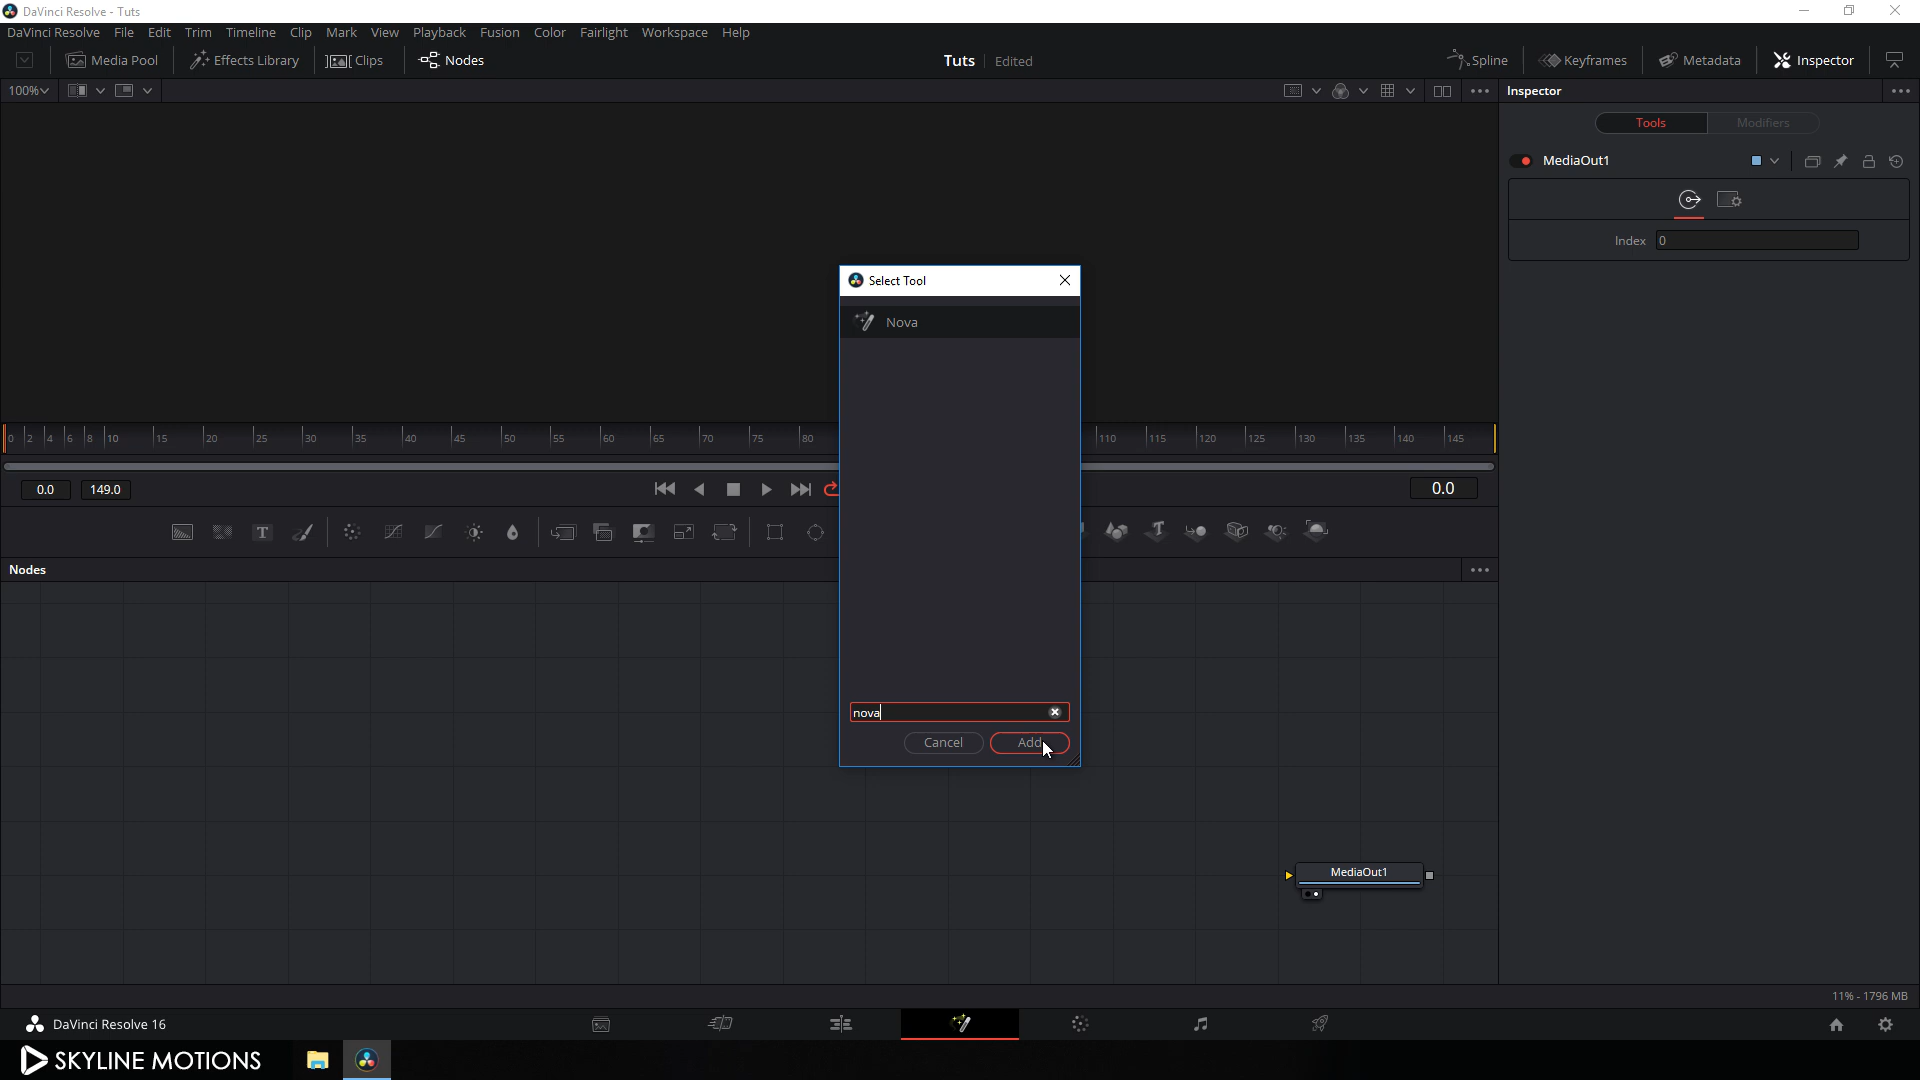 DaVinci Resolve - Tuts
DaVinci Resolve File Edit Trim Timeline Clip Mark View Playback Fusion Color Fairlight Workspace Help
Media Pool Effects Library Clips Nodes Tuts Edited Spline Keyframes Metadata Inspector
100% Inspector
Tools Modifiers
MediaOut1
Index 0
Select Tool
Nova
0 2 4 6 8 10 15 20 25 30 35 40 45 50 55 60 65 70 75 80 110 115 120 125 130 135 140 145
0.0 149.0 0.0
T T
Nodes
nova
Cancel Add
MediaOut1
11% - 1796 MB
DaVinci Resolve 16
SKYLINE MOTIONS